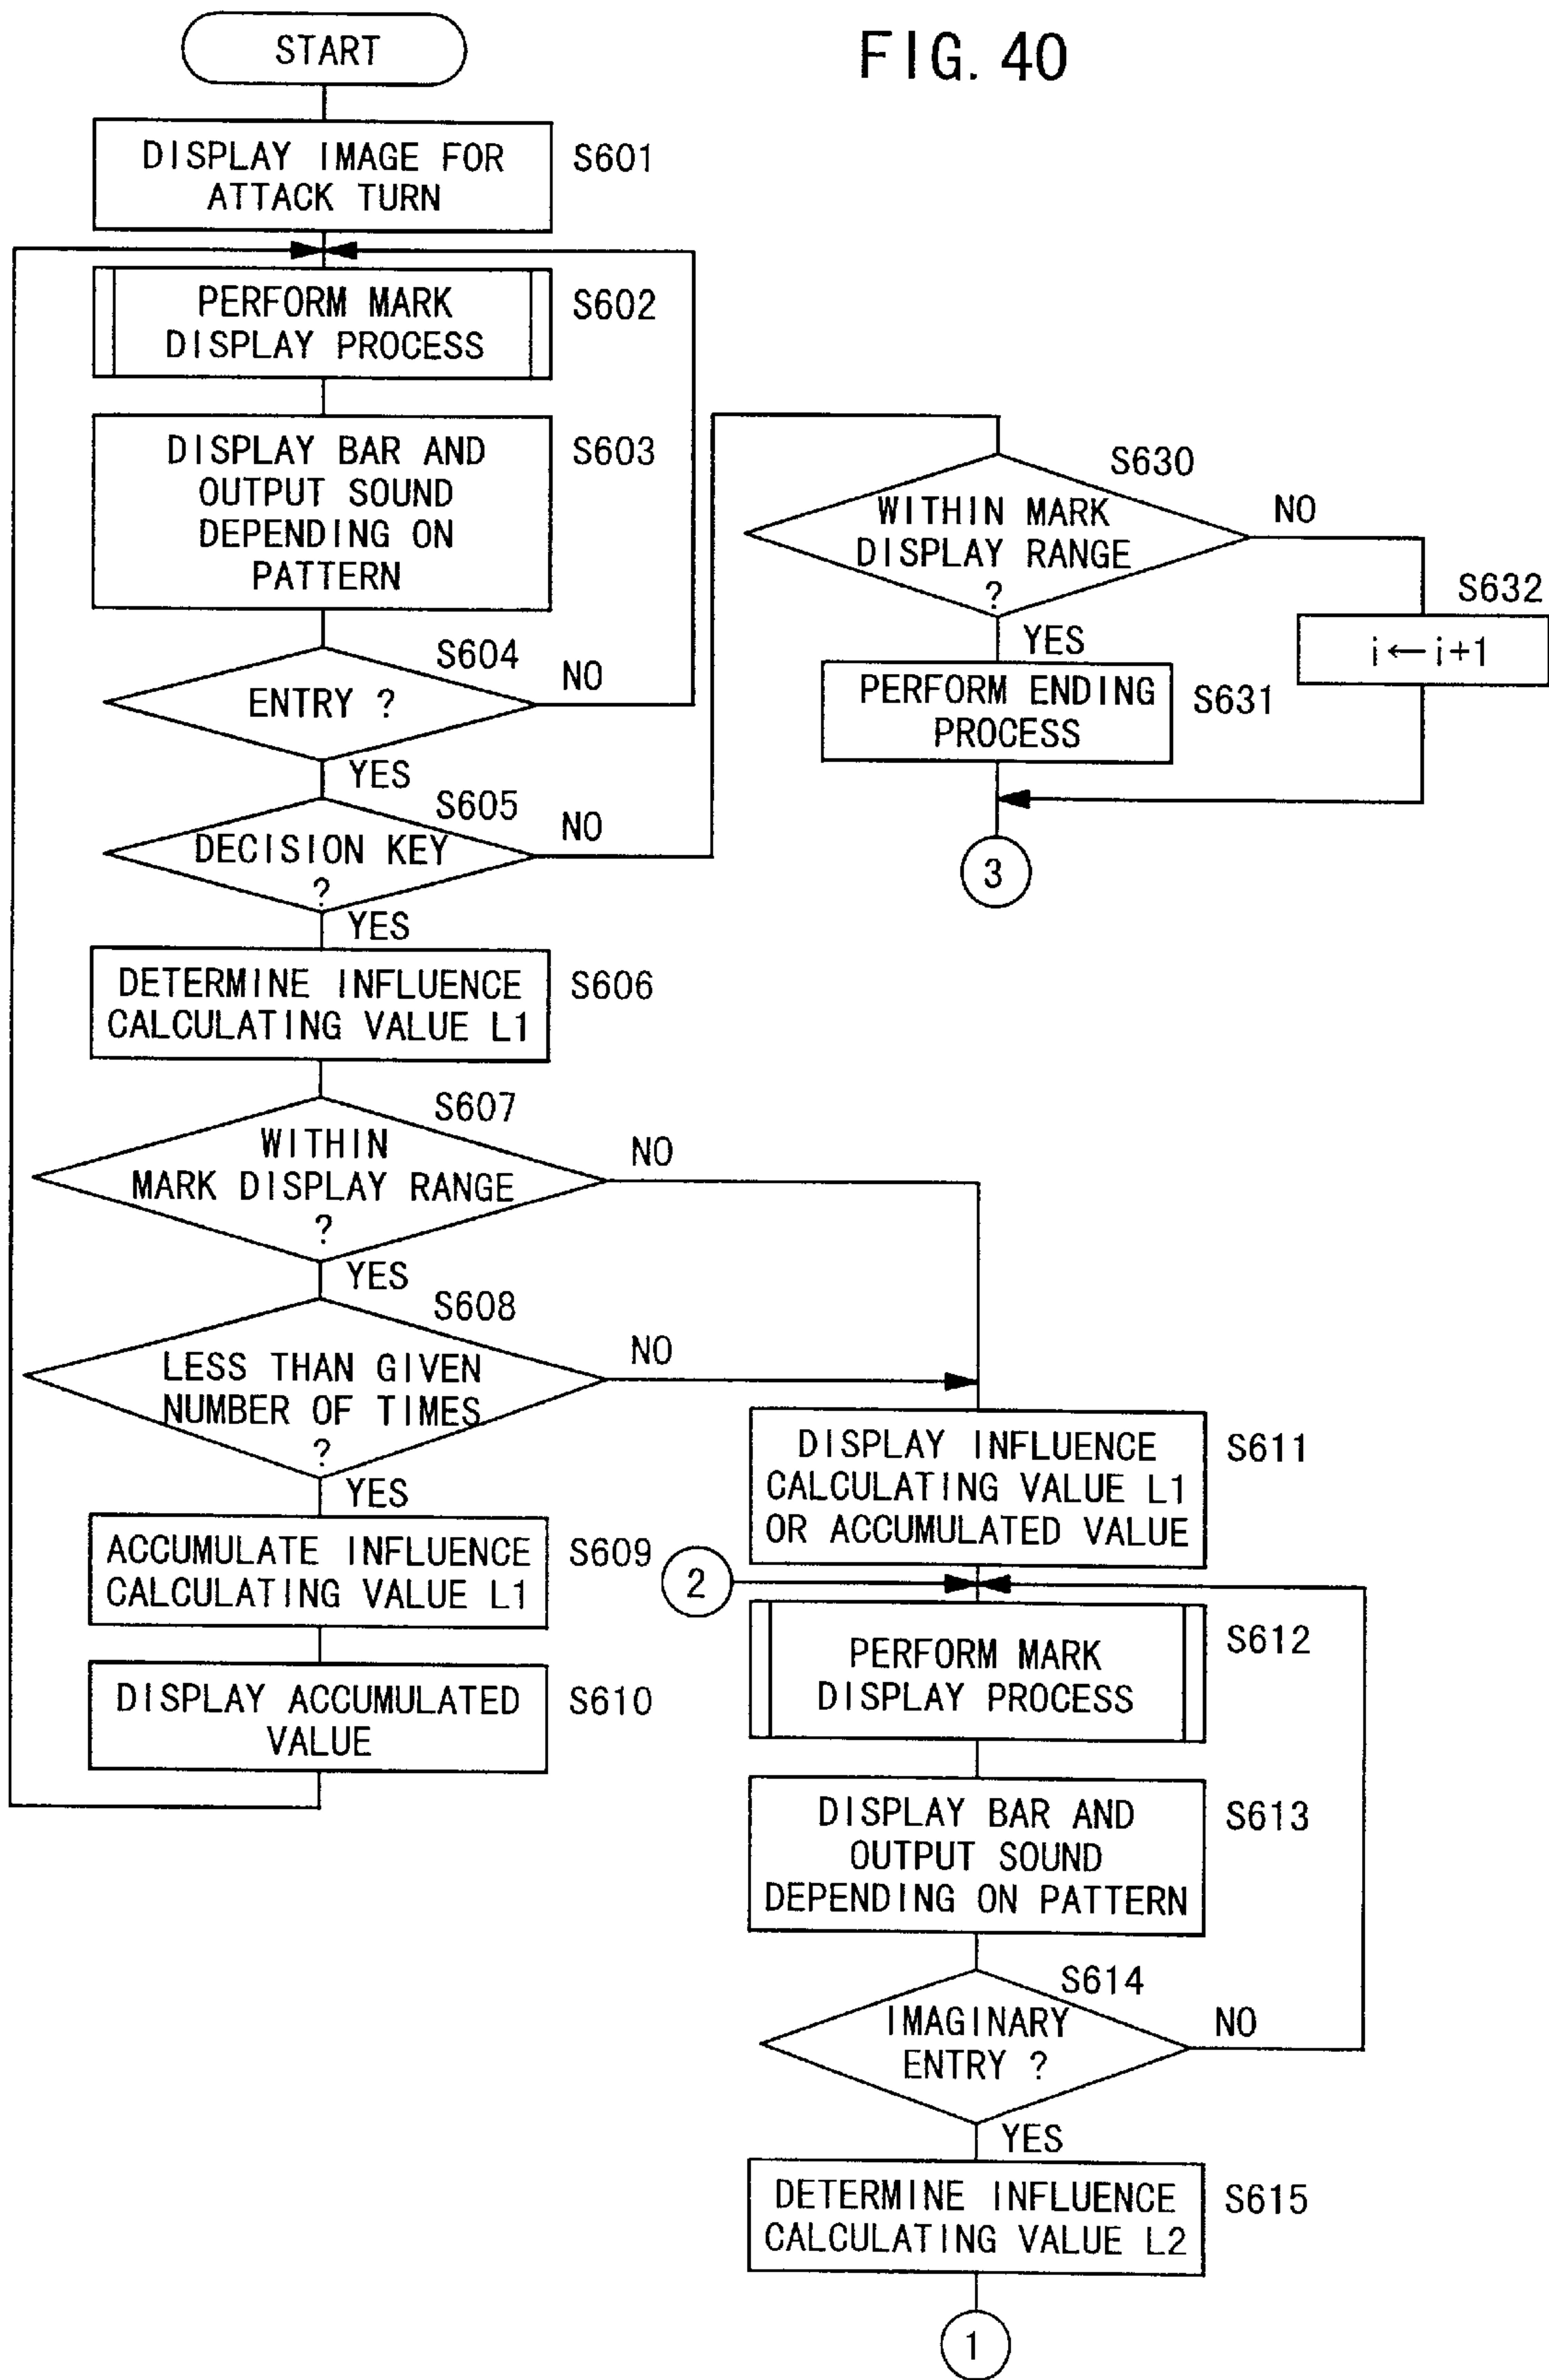 FIG. 40
START
DISPLAY IMAGE FOR
ATTACK TURN
S601
PERFORM MARK
DISPLAY PROCESS
S602
DISPLAY BAR AND
OUTPUT SOUND
DEPENDING ON
PATTERN
S603
S604
ENTRY ?
NO
YES
S605
DECISION KEY
?
NO
YES
DETERMINE INFLUENCE
CALCULATING VALUE L1
S606
S607
WITHIN
MARK DISPLAY RANGE
?
NO
YES
S608
LESS THAN GIVEN
NUMBER OF TIMES
?
NO
YES
ACCUMULATE INFLUENCE
CALCULATING VALUE L1
S609
DISPLAY ACCUMULATED
VALUE
S610
S630
WITHIN MARK
DISPLAY RANGE
?
NO
YES
S632
i←i+1
PERFORM ENDING
PROCESS
S631
3
DISPLAY INFLUENCE
CALCULATING VALUE L1
OR ACCUMULATED VALUE
S611
2
PERFORM MARK
DISPLAY PROCESS
S612
DISPLAY BAR AND
OUTPUT SOUND
DEPENDING ON PATTERN
S613
S614
IMAGINARY
ENTRY ?
NO
YES
DETERMINE INFLUENCE
CALCULATING VALUE L2
S615
1